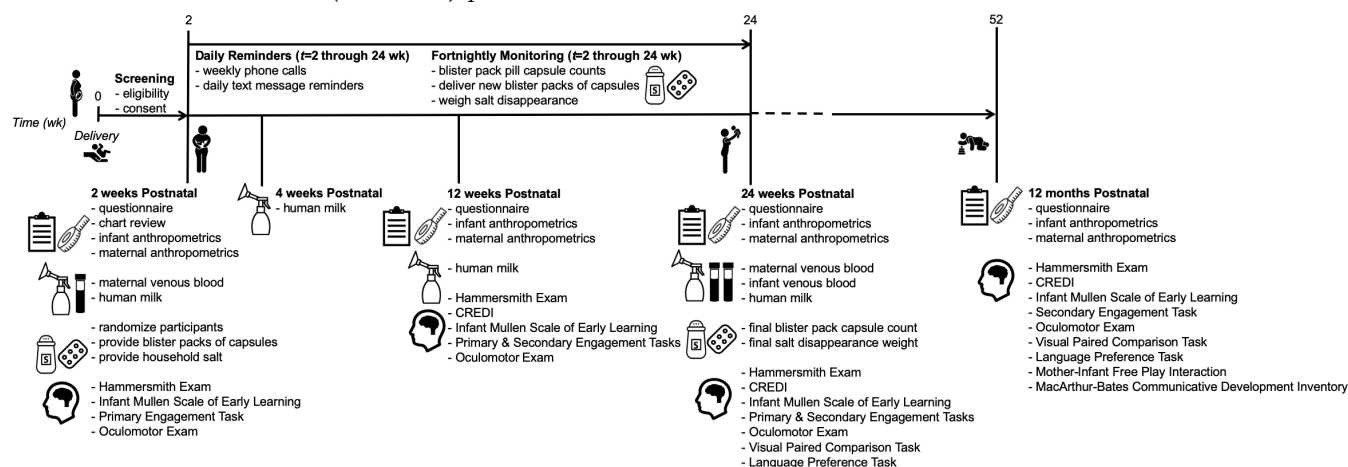 2
24
52
Daily Reminders (t=2 through 24 wk)
- weekly phone calls
- daily text message reminders
Fortnightly Monitoring (t=2 through 24 wk)
- blister pack pill capsule counts
- deliver new blister packs of capsules
- weigh salt disappearance
S
Screening
- eligibility
- consent
0
Time (wk)
Delivery
2 weeks Postnatal
- questionnaire
- chart review
- infant anthropometrics
- maternal anthropometrics
- maternal venous blood
- human milk
- randomize participants
- provide blister packs of capsules
- provide household salt
S
- Hammersmith Exam
- Infant Mullen Scale of Early Learning
- Primary Engagement Task
- Oculomotor Exam
4 weeks Postnatal
- human milk
12 weeks Postnatal
- questionnaire
- infant anthropometrics
- maternal anthropometrics
- human milk
- Hammersmith Exam
- CREDI
- Infant Mullen Scale of Early Learning
- Primary & Secondary Engagement Tasks
- Oculomotor Exam
24 weeks Postnatal
- questionnaire
- infant anthropometrics
- maternal anthropometrics
- maternal venous blood
- infant venous blood
- human milk
- final blister pack capsule count
- final salt disappearance weight
S
- Hammersmith Exam
- CREDI
- Infant Mullen Scale of Early Learning
- Primary & Secondary Engagement Tasks
- Oculomotor Exam
- Visual Paired Comparison Task
- Language Preference Task
12 months Postnatal
- questionnaire
- infant anthropometrics
- maternal anthropometrics
- Hammersmith Exam
- CREDI
- Infant Mullen Scale of Early Learning
- Secondary Engagement Task
- Oculomotor Exam
- Visual Paired Comparison Task
- Language Preference Task
- Mother-Infant Free Play Interaction
- MacArthur-Bates Communicative Development Inventory